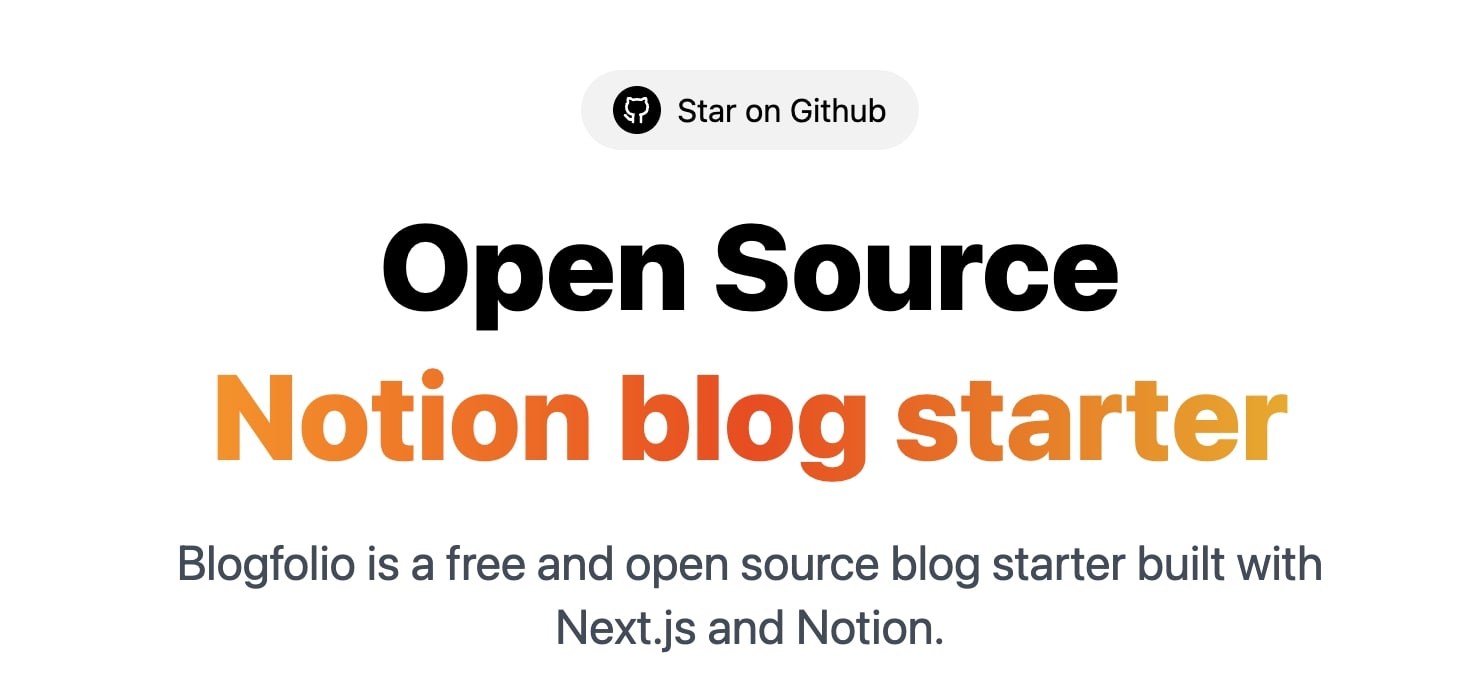 Star on Github
Open Source
Notion blog starter
Blogfolio is a free and open source blog starter built with
Next.js and Notion.